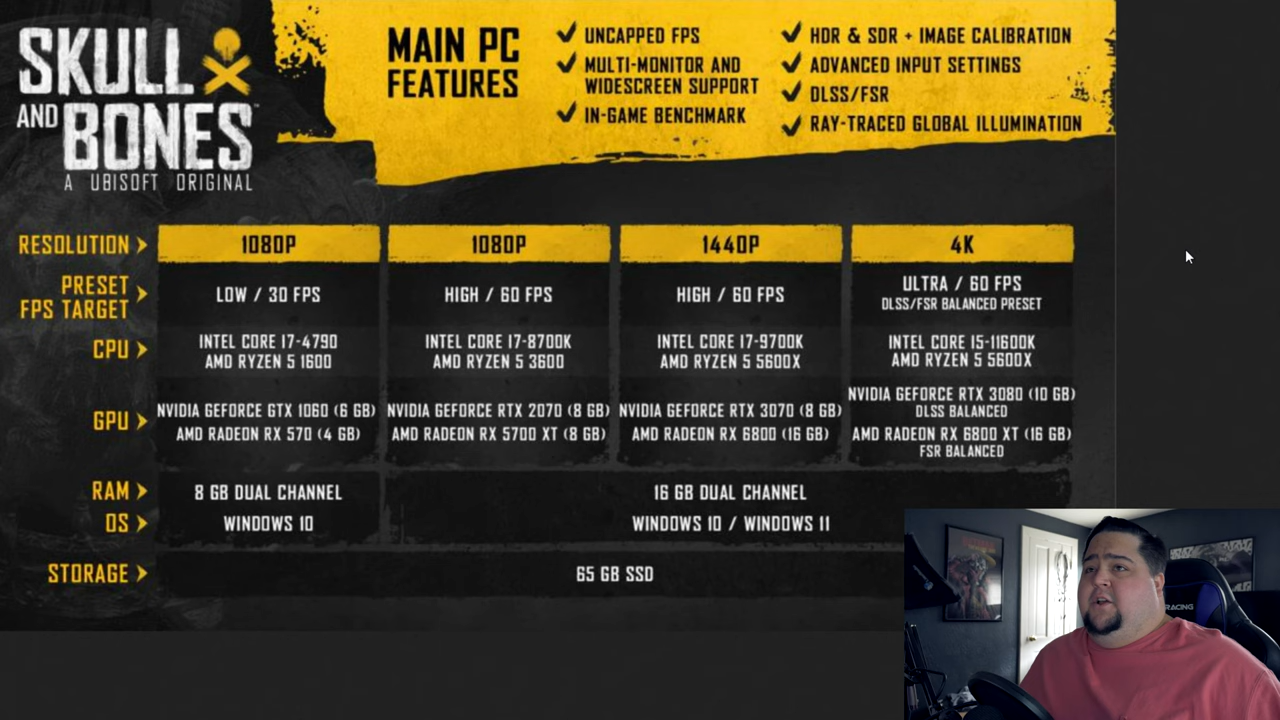 SKULL
AND BONES™
A UBISOFT ORIGINAL
MAIN PC
FEATURES
UNCAPPED FPS
MULTI-MONITOR AND
WIDESCREEN SUPPORT
IN-GAME BENCHMARK
HDR & SDR + IMAGE CALIBRATION
ADVANCED INPUT SETTINGS
DLSS/FSR
RAY-TRACED GLOBAL ILLUMINATION
RESOLUTION 1080P 1080P 1440P 4K
PRESET
FPS TARGET
LOW / 30 FPS
HIGH / 60 FPS
HIGH / 60 FPS
ULTRA / 60 FPS
DLSS/FSR BALANCED PRESET
CPU
INTEL CORE I7-4790
AMD RYZEN 5 1600
INTEL CORE I7-8700K
AMD RYZEN 5 3600
INTEL CORE I7-9700K
AMD RYZEN 5 5600X
INTEL CORE I5-11600K
AMD RYZEN 5 5600X
GPU
NVIDIA GEFORCE GTX 1060 (6 GB)
AMD RADEON RX 570 (4 GB)
NVIDIA GEFORCE RTX 2070 (8 GB)
AMD RADEON RX 5700 XT (8 GB)
NVIDIA GEFORCE RTX 3070 (8 GB)
AMD RADEON RX 6800 (16 GB)
NVIDIA GEFORCE RTX 3080 (10 GB)
DLSS BALANCED
AMD RADEON RX 6800 XT (16 GB)
FSR BALANCED
RAM 8 GB DUAL CHANNEL 16 GB DUAL CHANNEL
OS WINDOWS 10 WINDOWS 10 / WINDOWS 11
STORAGE 65 GB SSD
RACING